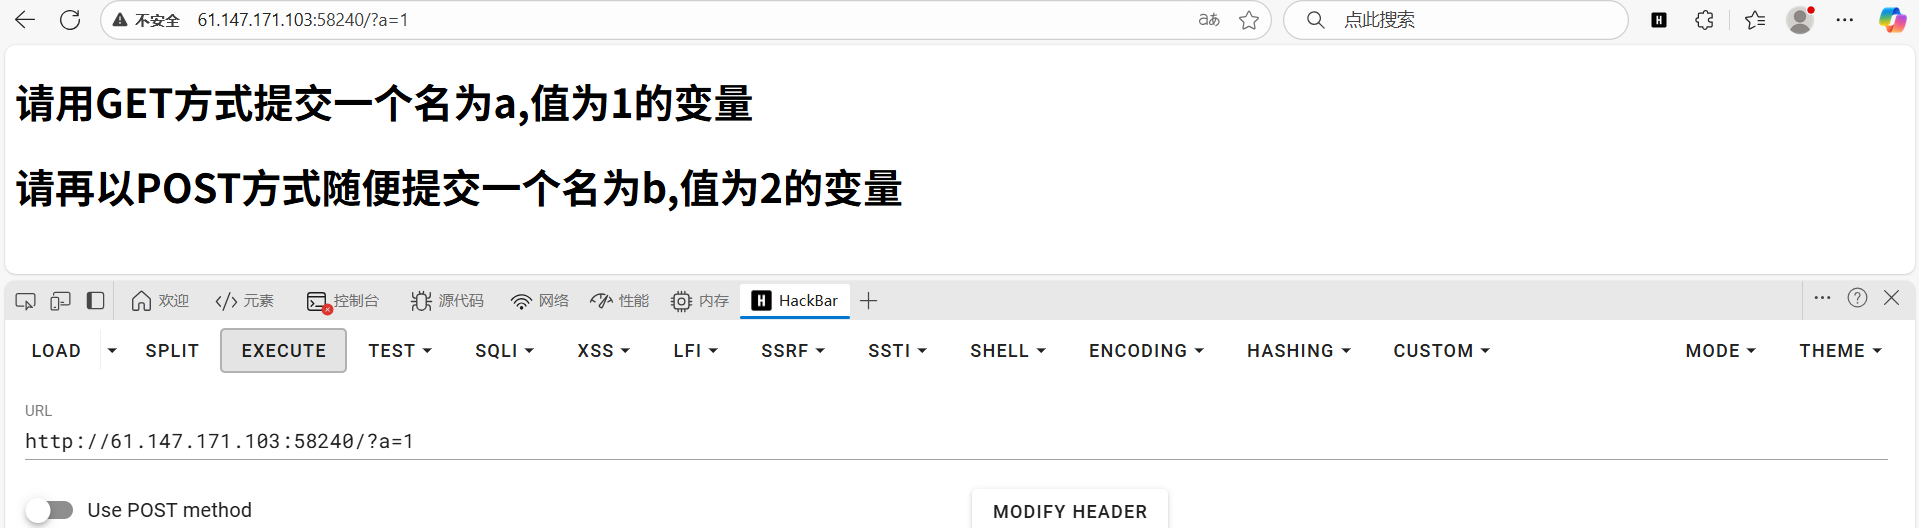 不安全 61.147.171.103:58240/?a=1 aあ 点此搜索 H
请用GET方式提交一个名为a,值为1的变量
请再以POST方式随便提交一个名为b,值为2的变量
欢迎 元素 控制台 源代码 网络 性能 内存 H HackBar
LOAD SPLIT EXECUTE TEST SQLI XSS LFI SSRF SSTI SHELL ENCODING HASHING CUSTOM MODE THEME
URL
http://61.147.171.103:58240/?a=1
Use POST method MODIFY HEADER